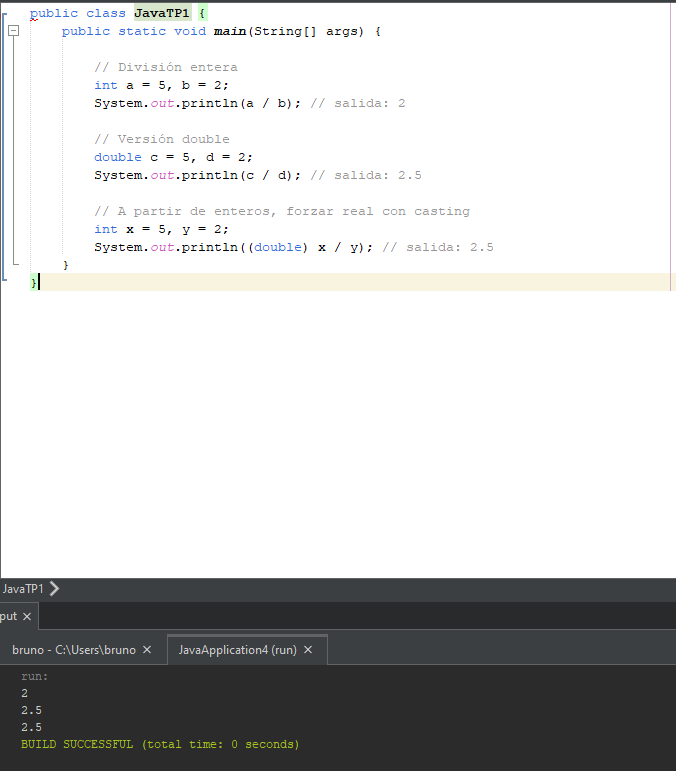 public class JavaTP1 {
public static void main(String[] args) {
// División entera
int a = 5, b = 2;
System.out.println(a / b); // salida: 2
// Versión double
double c = 5, d = 2;
System.out.println(c / d); // salida: 2.5
// A partir de enteros, forzar real con casting
int x = 5, y = 2;
System.out.println((double) x / y); // salida: 2.5
}
}
JavaTP1
put ×
bruno - C:\Users\bruno × JavaApplication4 (run) ×
run:
2
2.5
2.5
BUILD SUCCESSFUL (total time: 0 seconds)